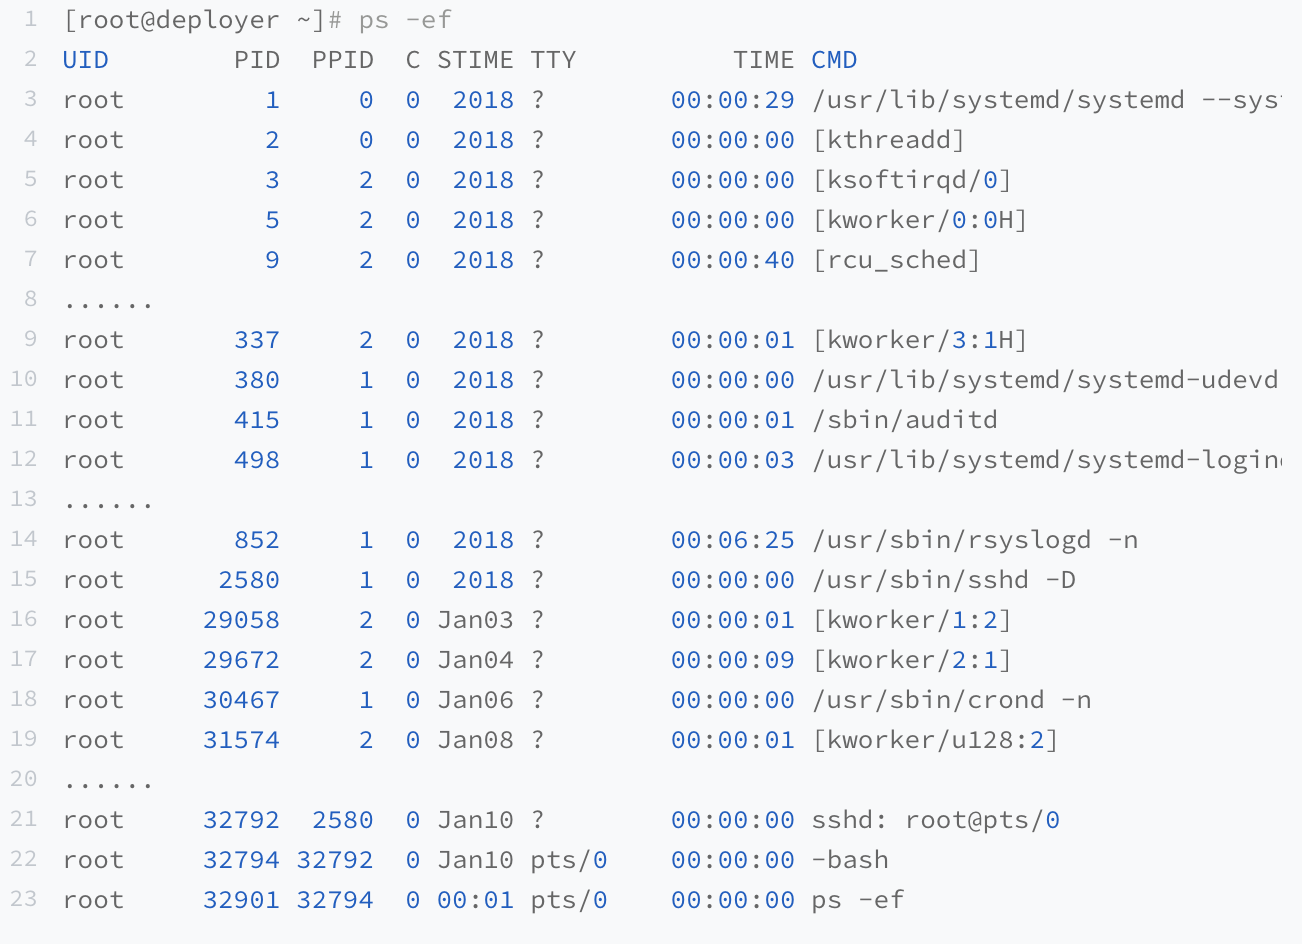 1 [root@deployer ~]# ps -ef
2 UID        PID  PPID  C STIME TTY          TIME CMD
3 root         1     0  0  2018 ?        00:00:29 /usr/lib/systemd/systemd --sys
4 root         2     0  0  2018 ?        00:00:00 [kthreadd]
5 root         3     2  0  2018 ?        00:00:00 [ksoftirqd/0]
6 root         5     2  0  2018 ?        00:00:00 [kworker/0:0H]
7 root         9     2  0  2018 ?        00:00:40 [rcu_sched]
8 ......
9 root       337     2  0  2018 ?        00:00:01 [kworker/3:1H]
10 root       380     1  0  2018 ?        00:00:00 /usr/lib/systemd/systemd-udevd
11 root       415     1  0  2018 ?        00:00:01 /sbin/auditd
12 root       498     1  0  2018 ?        00:00:03 /usr/lib/systemd/systemd-login
13 ......
14 root       852     1  0  2018 ?        00:06:25 /usr/sbin/rsyslogd -n
15 root      2580     1  0  2018 ?        00:00:00 /usr/sbin/sshd -D
16 root     29058     2  0 Jan03 ?        00:00:01 [kworker/1:2]
17 root     29672     2  0 Jan04 ?        00:00:09 [kworker/2:1]
18 root     30467     1  0 Jan06 ?        00:00:00 /usr/sbin/crond -n
19 root     31574     2  0 Jan08 ?        00:00:01 [kworker/u128:2]
20 ......
21 root     32792  2580  0 Jan10 ?        00:00:00 sshd: root@pts/0
22 root     32794 32792  0 Jan10 pts/0    00:00:00 -bash
23 root     32901 32794  0 00:01 pts/0    00:00:00 ps -ef